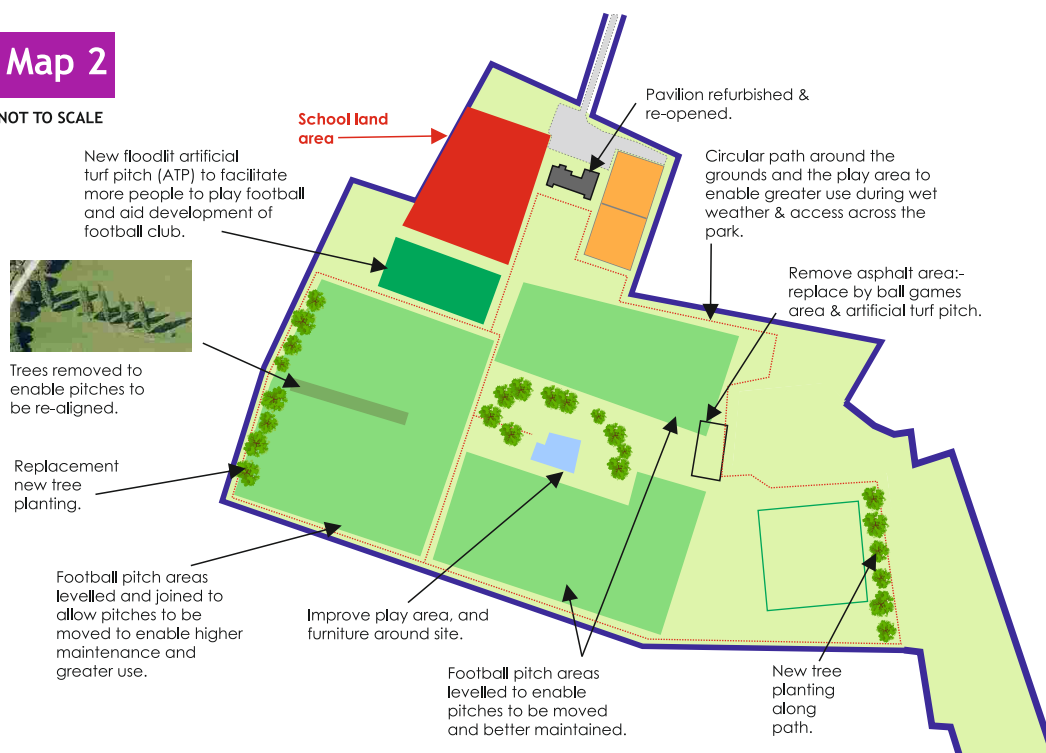 Map 2
NOT TO SCALE
School land
area
Pavilion refurbished &
re-opened.
New floodlit artificial
turf pitch (ATP) to facilitate
more people to play football
and aid development of
football club.
Circular path around the
grounds and the play area to
enable greater use during wet
weather & access across the
park.
Remove asphalt area:-
replace by ball games
area & artificial turf pitch.
Trees removed to
enable pitches to
be re-aligned.
Replacement
new tree
planting.
Football pitch areas
levelled and joined to
allow pitches to be
moved to enable higher
maintenance and
greater use.
Improve play area, and
furniture around site.
Football pitch areas
levelled to enable
pitches to be moved
and better maintained.
New tree
planting
along
path.